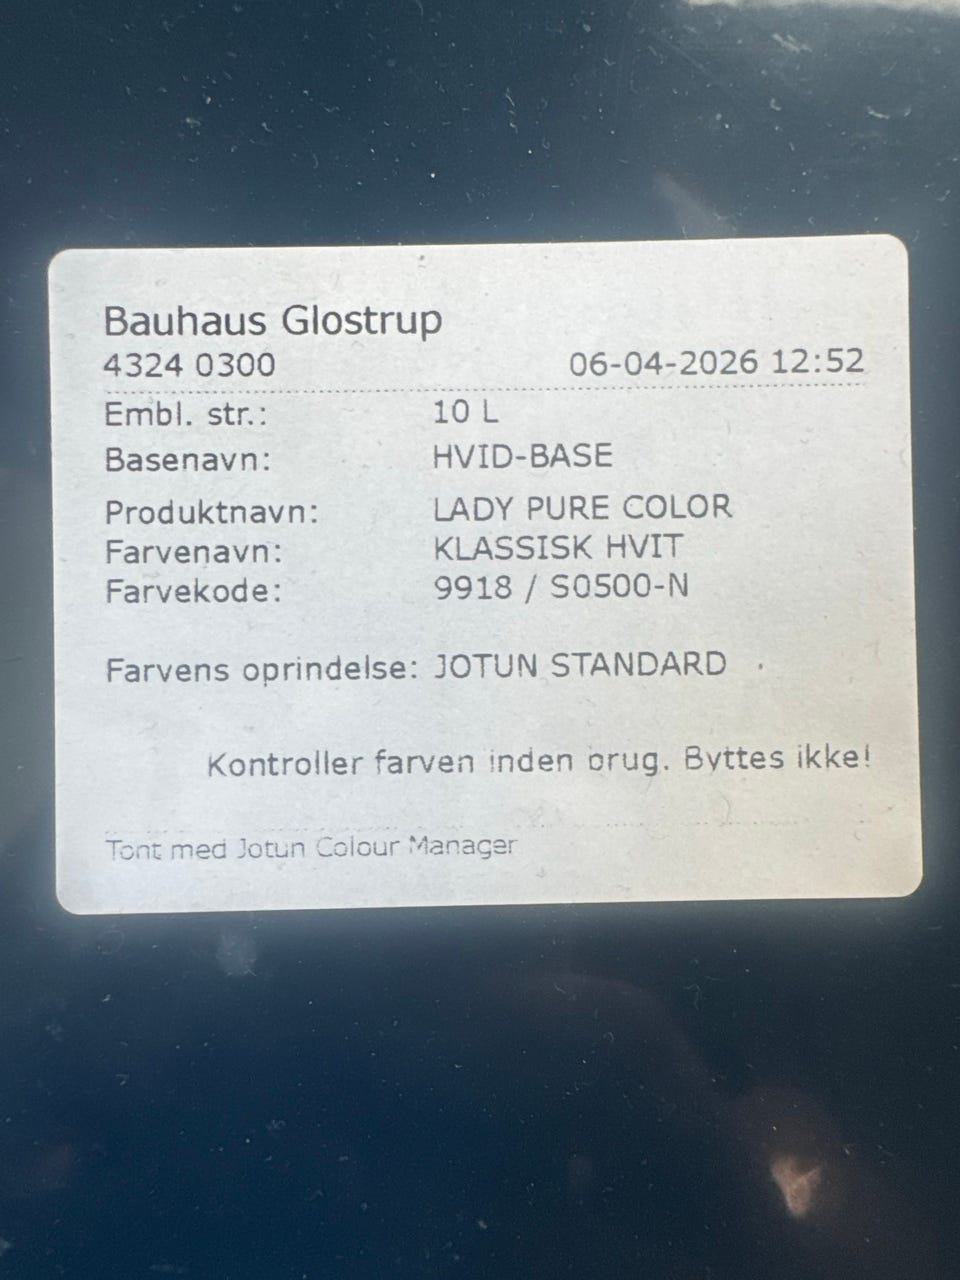 Bauhaus Glostrup
4324 0300 06-04-2026 12:52
Embl. str.: 10 L
Basenavn: HVID-BASE
Produktnavn: LADY PURE COLOR
Farvenavn: KLASSISK HVIT
Farvekode: 9918 / S0500-N
Farvens oprindelse: JOTUN STANDARD
Kontroller farven inden brug. Byttes ikke!
Tont med Jotun Colour Manager